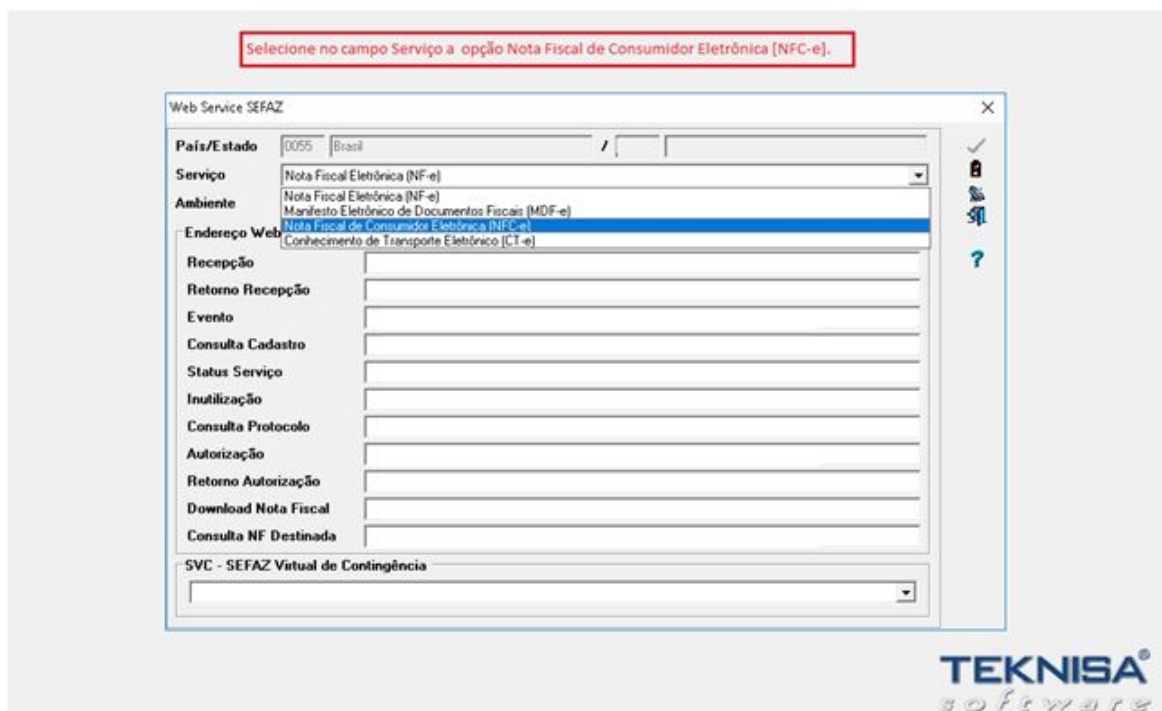 Selecione no campo Serviço a opção Nota Fiscal de Consumidor Eletrônica [NFC-e].
Web Service SEFAZ
País/Estado 0055 Brasil /
Serviço Nota Fiscal Eletrônica (NF-e)
Nota Fiscal Eletrônica (NF-e)
Ambiente Manifesto Eletrônico de Documentos Fiscais (MDF-e)
Nota Fiscal de Consumidor Eletrônica (NFC-e)
Endereço Web Conhecimento de Transporte Eletrônico (CT-e)
Recepção
Retorno Recepção
Evento
Consulta Cadastro
Status Serviço
Inutilização
Consulta Protocolo
Autorização
Retorno Autorização
Download Nota Fiscal
Consulta NF Destinada
SVC - SEFAZ Virtual de Contingência
TEKNISA®
software